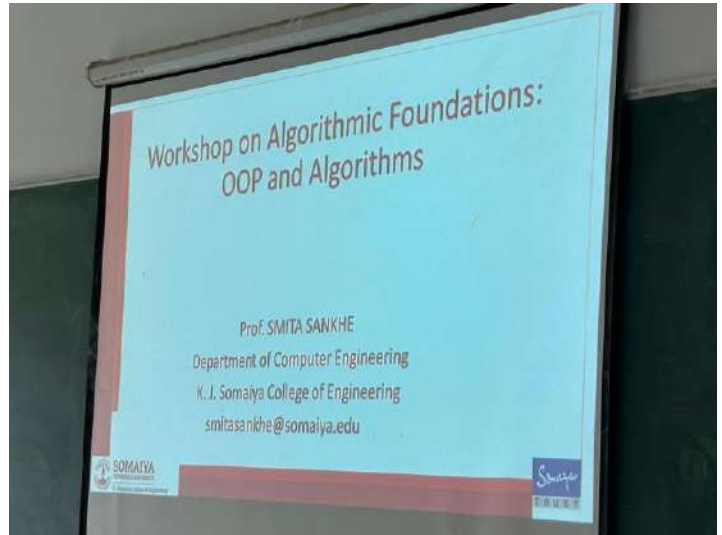 Workshop on Algorithmic Foundations:
OOP and Algorithms
Prof. SMITA SANKHE
Department of Computer Engineering
K. J. Somaiya College of Engineering
smitasankhe@somaiya.edu
SOMAIYA
Somaiya
TRUST